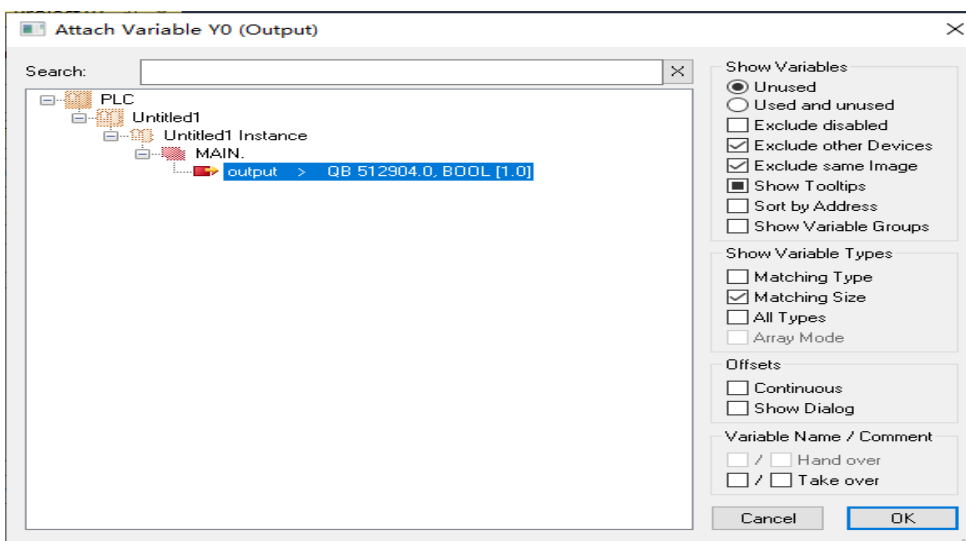 Attach Variable Y0 (Output)
Search:
PLC
Untitled1
Untitled1 Instance
MAIN.
output > QB 512904.0, BOOL [1.0]
Show Variables
Unused
Used and unused
Exclude disabled
Exclude other Devices
Exclude same Image
Show Tooltips
Sort by Address
Show Variable Groups
Show Variable Types
Matching Type
Matching Size
All Types
Array Mode
Offsets
Continuous
Show Dialog
Variable Name / Comment
/ Hand over
/ Take over
Cancel OK